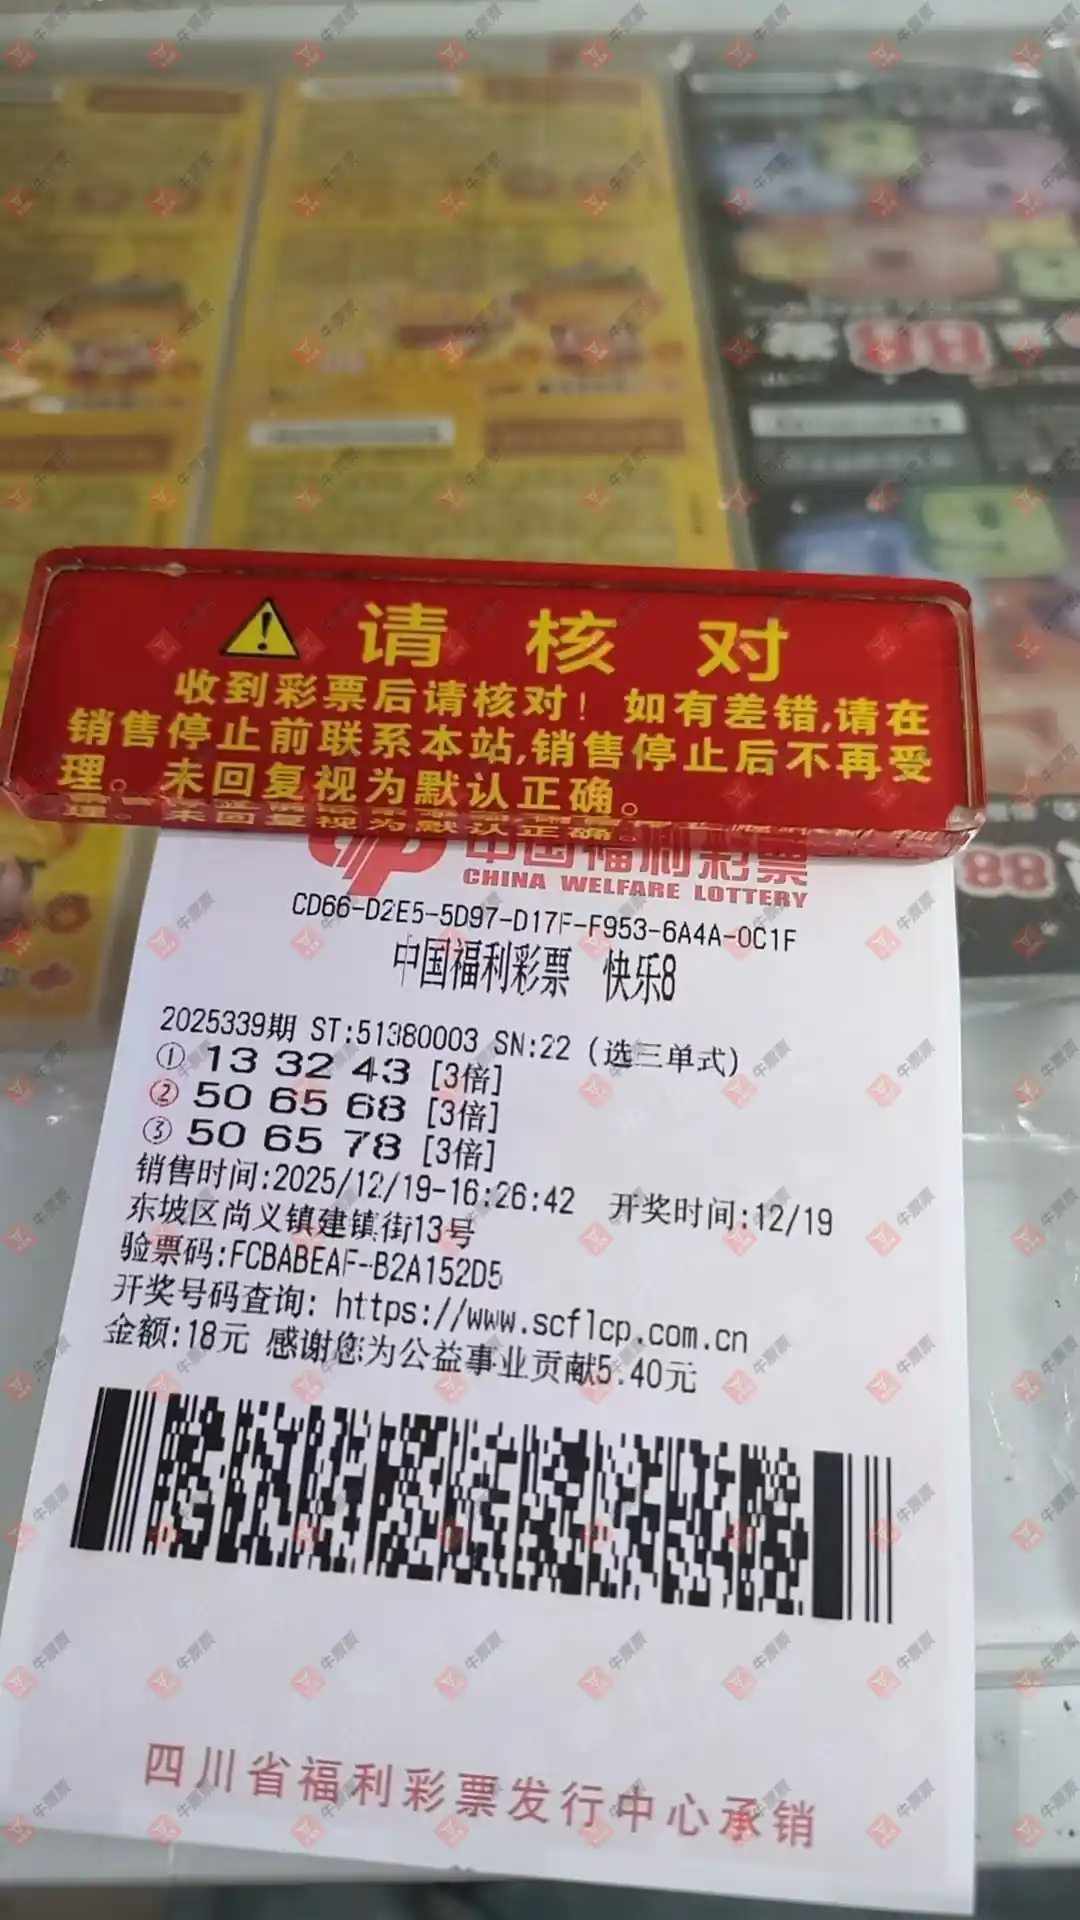 请核对
收到彩票后请核对！如有差错,请在
销售停止前联系本站,销售停止后不再受
理。未回复视为默认正确。
中国福利彩票
CHINA WELFARE LOTTERY
CD66-D2E5-5D97-D17F-F953-6A4A-0C1F
中国福利彩票 快乐8
2025339期 ST:51380003 SN:22 (选三单式)
① 13 32 43 [3倍]
② 50 65 68 [3倍]
③ 50 65 78 [3倍]
销售时间:2025/12/19-16:26:42 开奖时间:12/19
东坡区尚义镇建镇街13号
验票码:FCBABEAF-B2A152D5
开奖号码查询: https://www.scflcp.com.cn
金额:18元 感谢您为公益事业贡献5.40元
四川省福利彩票发行中心承销
88
88
牛票票